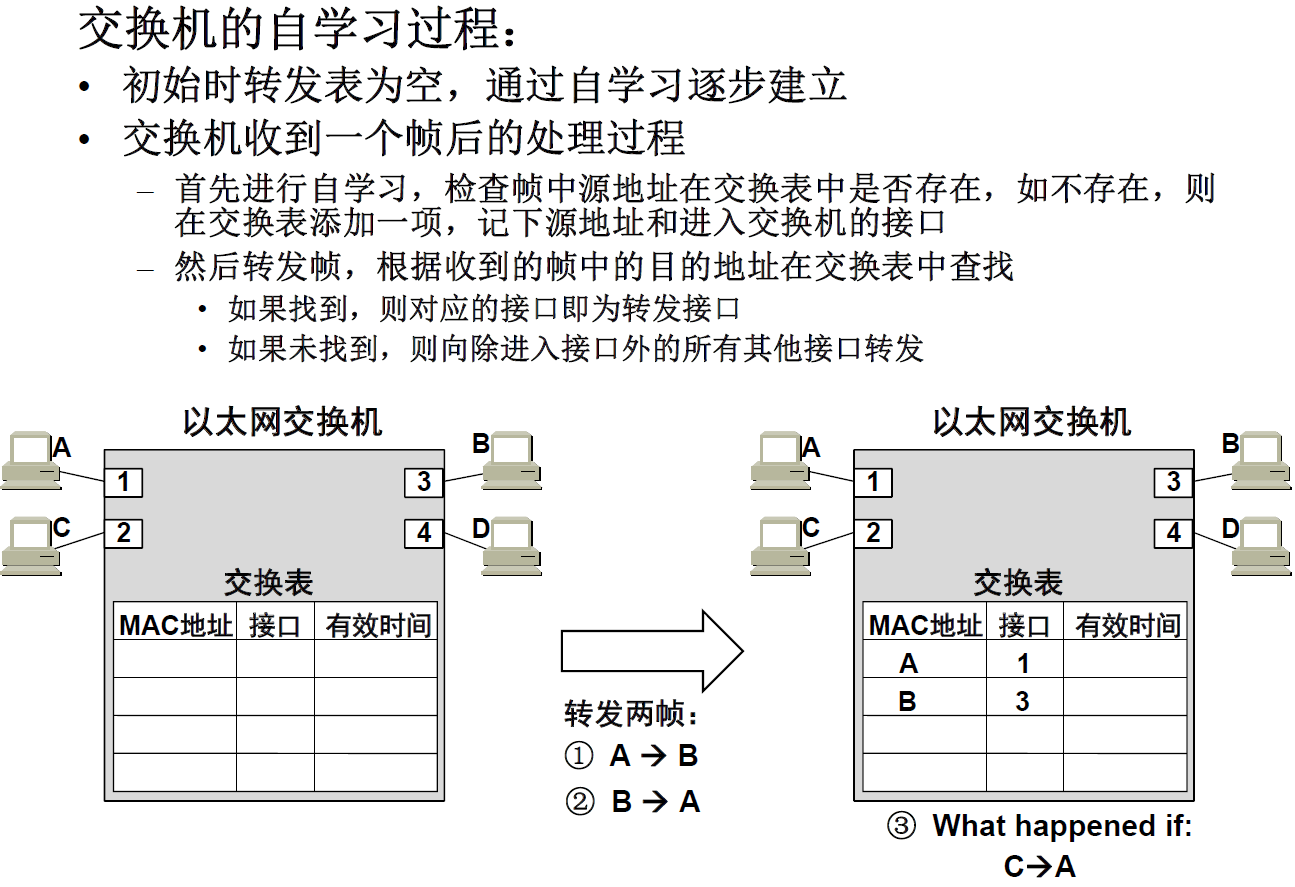 交换机的自学习过程：
• 初始时转发表为空，通过自学习逐步建立
• 交换机收到一个帧后的处理过程
– 首先进行自学习，检查帧中源地址在交换表中是否存在，如不存在，则
在交换表添加一项，记下源地址和进入交换机的接口
– 然后转发帧，根据收到的帧中的目的地址在交换表中查找
• 如果找到，则对应的接口即为转发接口
• 如果未找到，则向除进入接口外的所有其他接口转发
以太网交换机
A
B
1
3
C
D
2
4
交换表
MAC地址 接口 有效时间
转发两帧：
① A → B
② B → A
以太网交换机
A
B
1
3
C
D
2
4
交换表
MAC地址 接口 有效时间
A 1
B 3
③ What happened if:
C→A